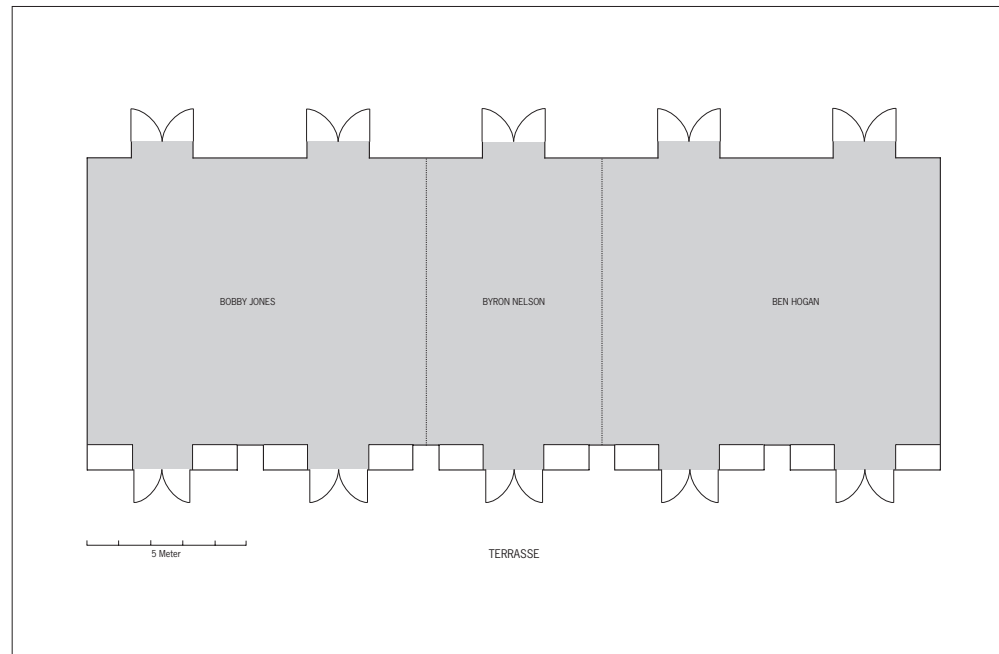 BOBBY JONES
BYRON NELSON
BEN HOGAN
5 Meter
TERRASSE